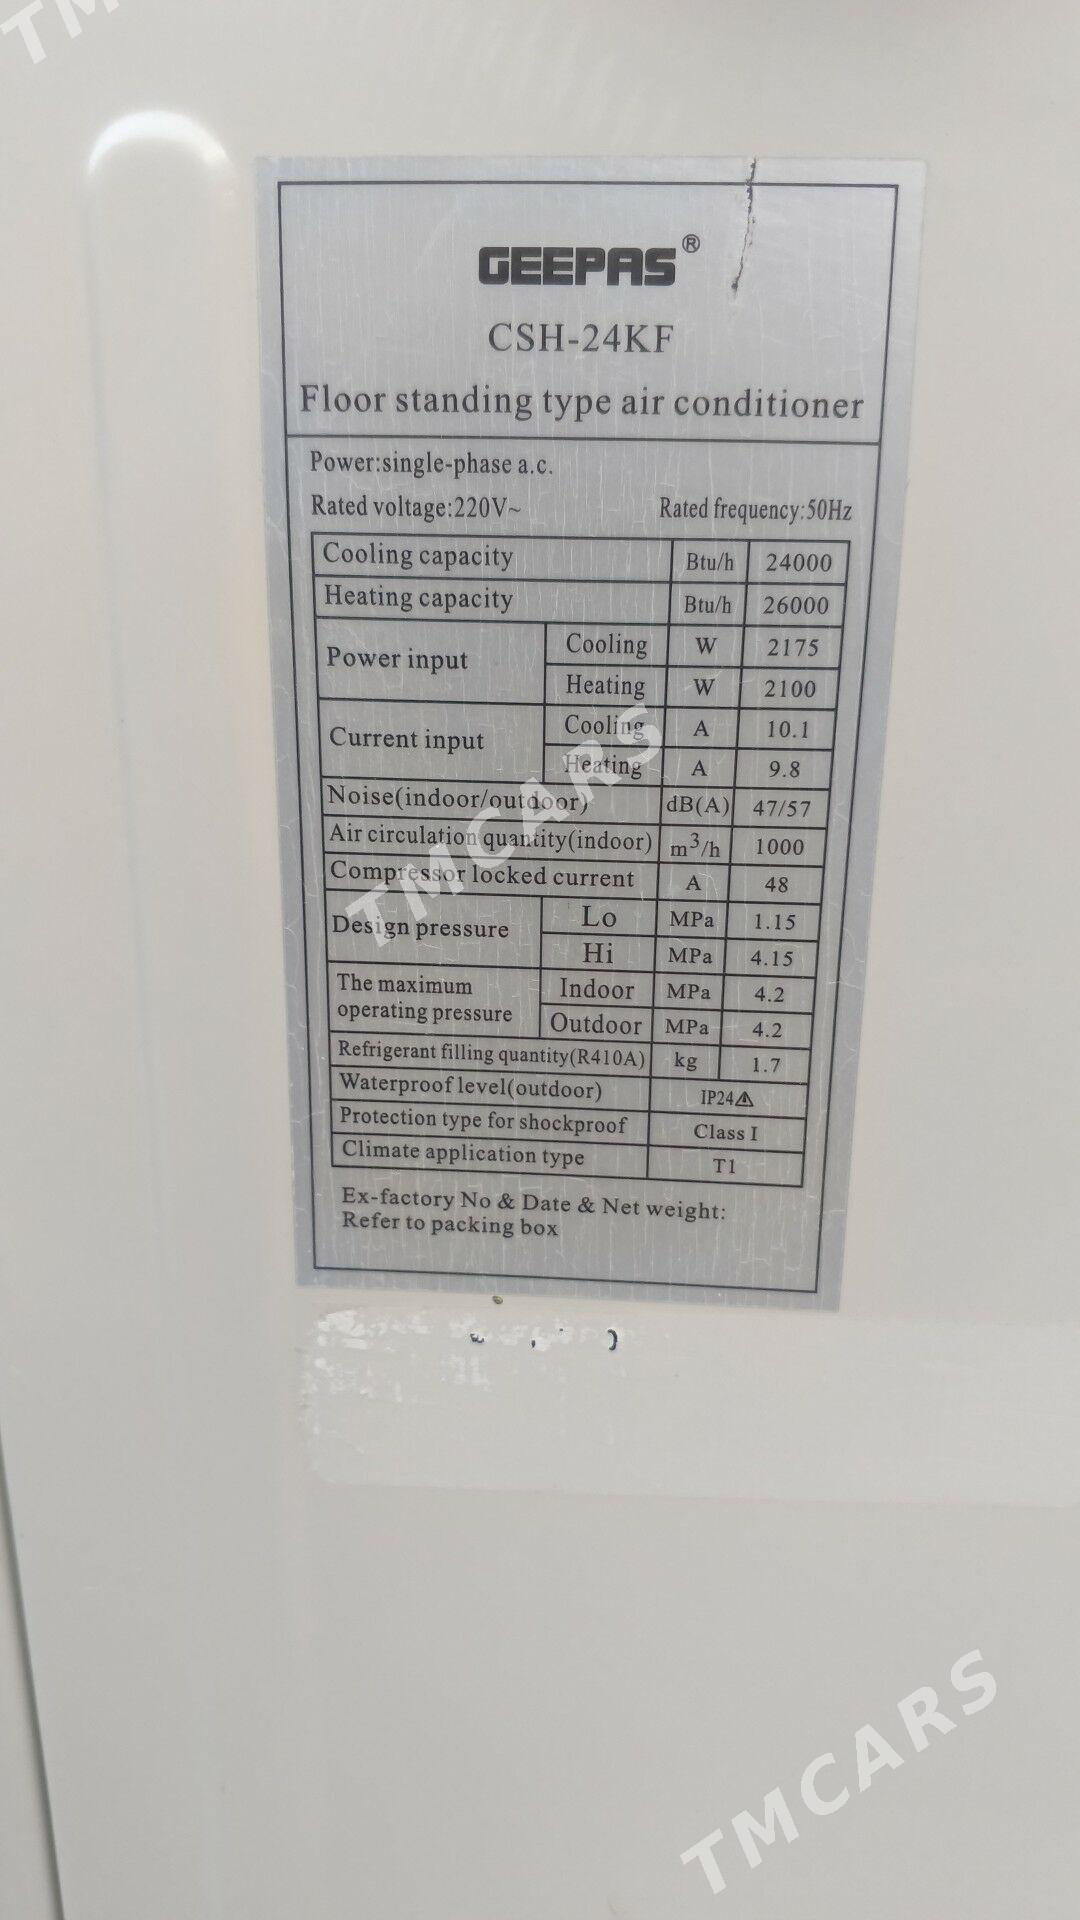 GEEPAS®
CSH-24KF
Floor standing type air conditioner
Power:single-phase a.c.
Rated voltage:220V~ Rated frequency:50Hz
Cooling capacity Btu/h 24000
Heating capacity Btu/h 26000
Power input Cooling W 2175
Heating W 2100
Current input Cooling A 10.1
Heating A 9.8
Noise(indoor/outdoor) dB(A) 47/57
Air circulation quantity(indoor) m³/h 1000
Compressor locked current A 48
Design pressure Lo MPa 1.15
Hi MPa 4.15
The maximum operating pressure Indoor MPa 4.2
Outdoor MPa 4.2
Refrigerant filling quantity(R410A) kg 1.7
Waterproof level(outdoor) IP24⚠
Protection type for shockproof Class I
Climate application type T1
Ex-factory No & Date & Net weight:
Refer to packing box
TMCARS
TMCARS